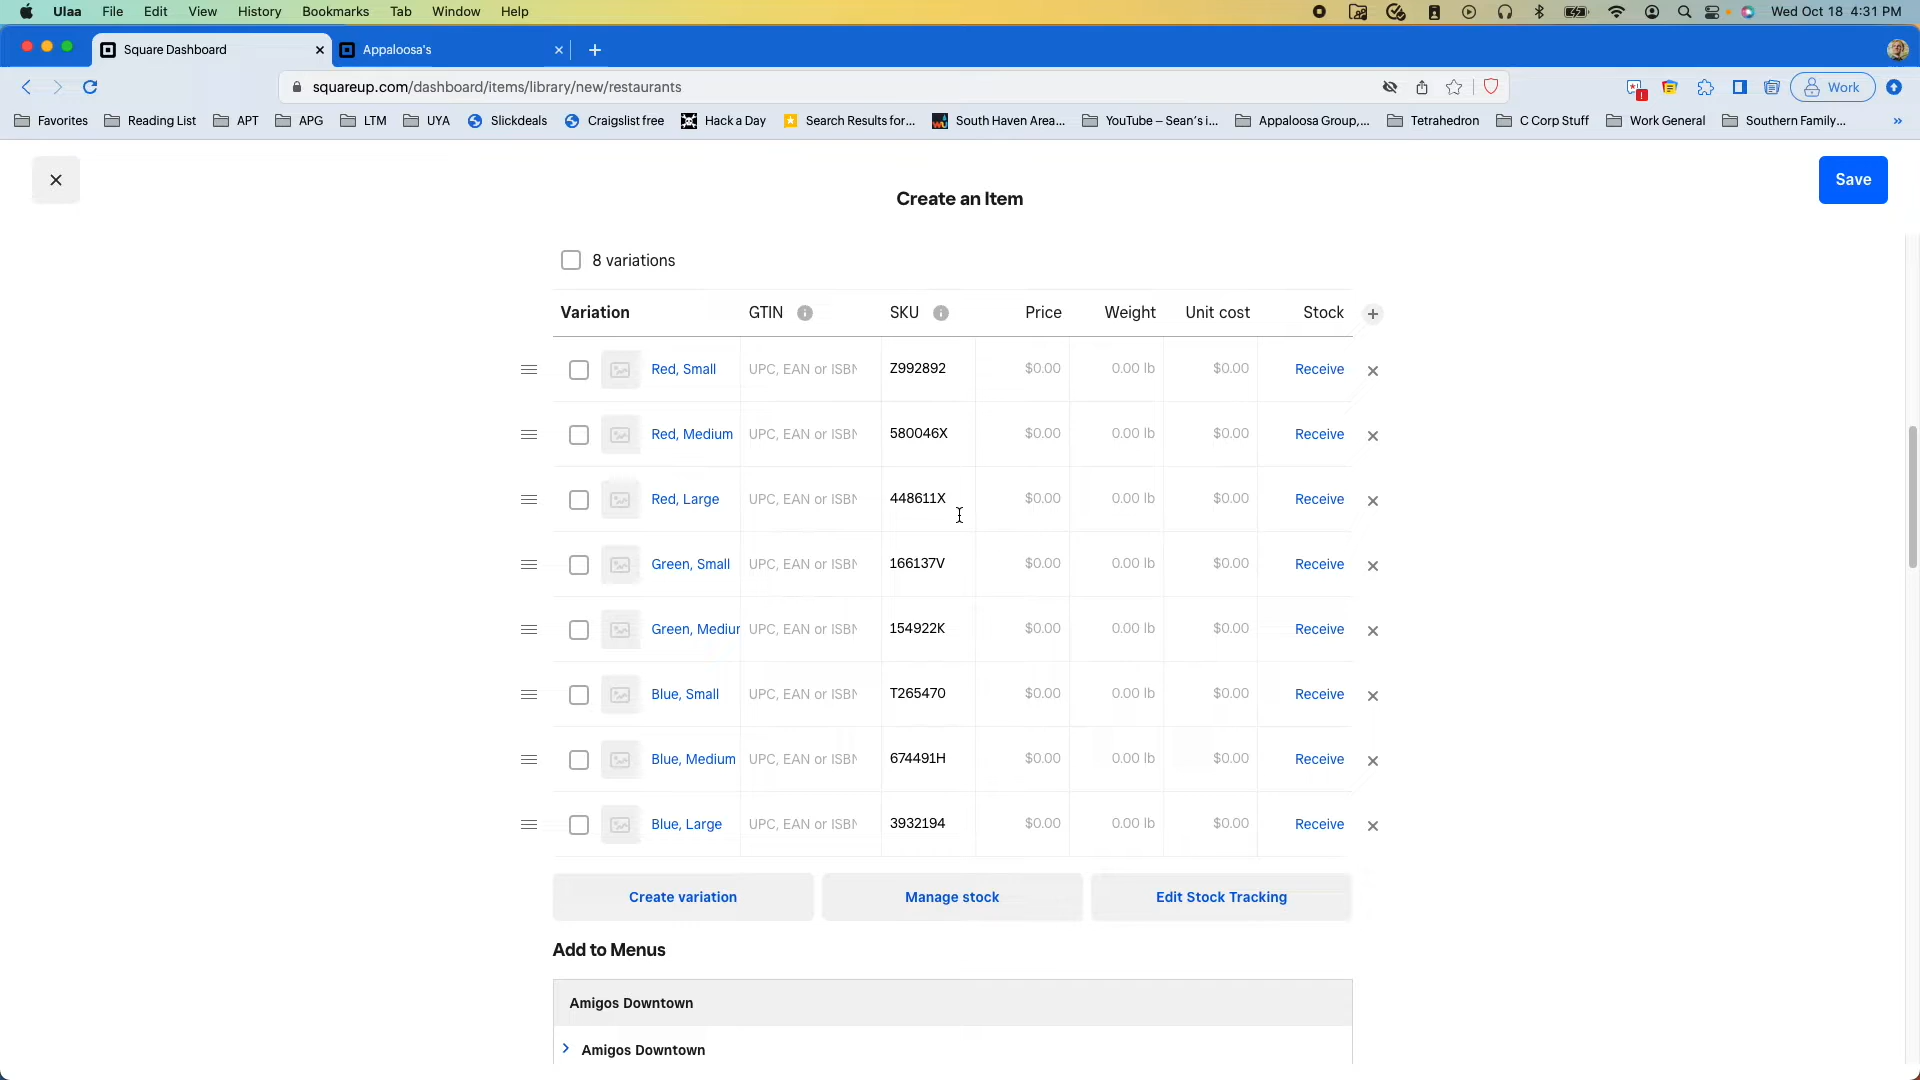 Ulaa File Edit View History Bookmarks Tab Window Help Wed Oct 18 4:31 PM
Square Dashboard Appaloosa's
squareup.com/dashboard/items/library/new/restaurants Work
Favorites Reading List APT APG LTM UYA Slickdeals Craigslist free Hack a Day Search Results for... South Haven Area... YouTube – Sean's i... Appaloosa Group,... Tetrahedron C Corp Stuff Work General Southern Family... »
Save
Create an Item
8 variations
Variation GTIN SKU Price Weight Unit cost Stock
Red, Small UPC, EAN or ISBN Z992892 $0.00 0.00 lb $0.00 Receive
Red, Medium UPC, EAN or ISBN 580046X $0.00 0.00 lb $0.00 Receive
Red, Large UPC, EAN or ISBN 448611X $0.00 0.00 lb $0.00 Receive
Green, Small UPC, EAN or ISBN 166137V $0.00 0.00 lb $0.00 Receive
Green, Medium UPC, EAN or ISBN 154922K $0.00 0.00 lb $0.00 Receive
Blue, Small UPC, EAN or ISBN T265470 $0.00 0.00 lb $0.00 Receive
Blue, Medium UPC, EAN or ISBN 674491H $0.00 0.00 lb $0.00 Receive
Blue, Large UPC, EAN or ISBN 3932194 $0.00 0.00 lb $0.00 Receive
Create variation Manage stock Edit Stock Tracking
Add to Menus
Amigos Downtown
Amigos Downtown